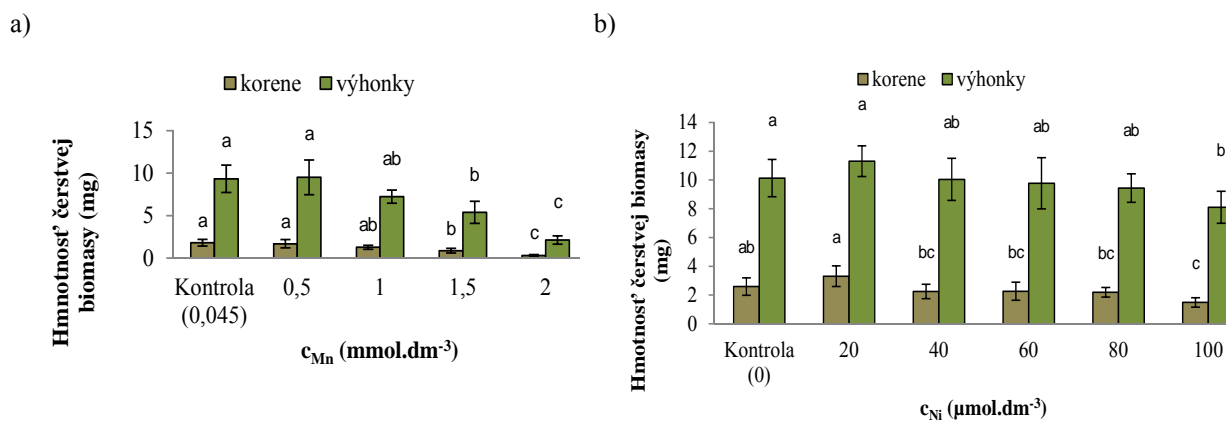 a)
korene výhonky
Hmnotnosť čerstvej
biomasy (mg)
15
10
5
0
a a ab b c
a a ab b c
Kontrola 0,5 1 1,5 2
(0,045)
cMn (mmol.dm-3)
b)
korene výhonky
Hmotnosť čerstvej biomasy
(mg)
14
12
10
8
6
4
2
0
a a ab ab ab b
ab a bc bc bc c
Kontrola 20 40 60 80 100
(0)
cNi (µmol.dm-3)